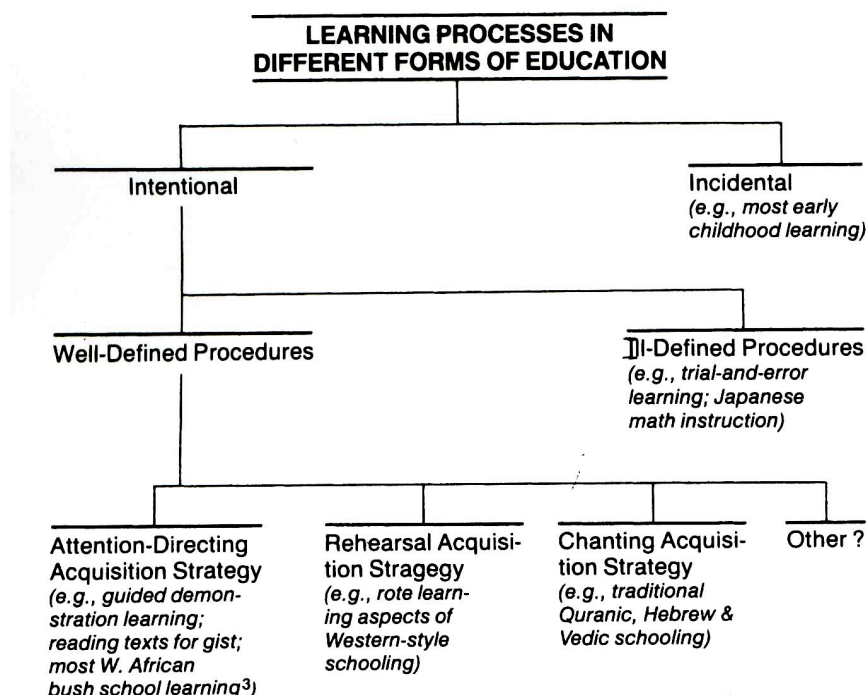 LEARNING PROCESSES IN
DIFFERENT FORMS OF EDUCATION
Intentional
Incidental
(e.g., most early
childhood learning)
Well-Defined Procedures
Ill-Defined Procedures
(e.g., trial-and-error
learning; Japanese
math instruction)
Attention-Directing
Acquisition Strategy
(e.g., guided demon-
stration learning;
reading texts for gist;
most W. African
bush school learning³)
Rehearsal Acquisi-
tion Stragegy
(e.g., rote learn-
ing aspects of
Western-style
schooling)
Chanting Acquisi-
tion Strategy
(e.g., traditional
Quranic, Hebrew &
Vedic schooling)
Other ?